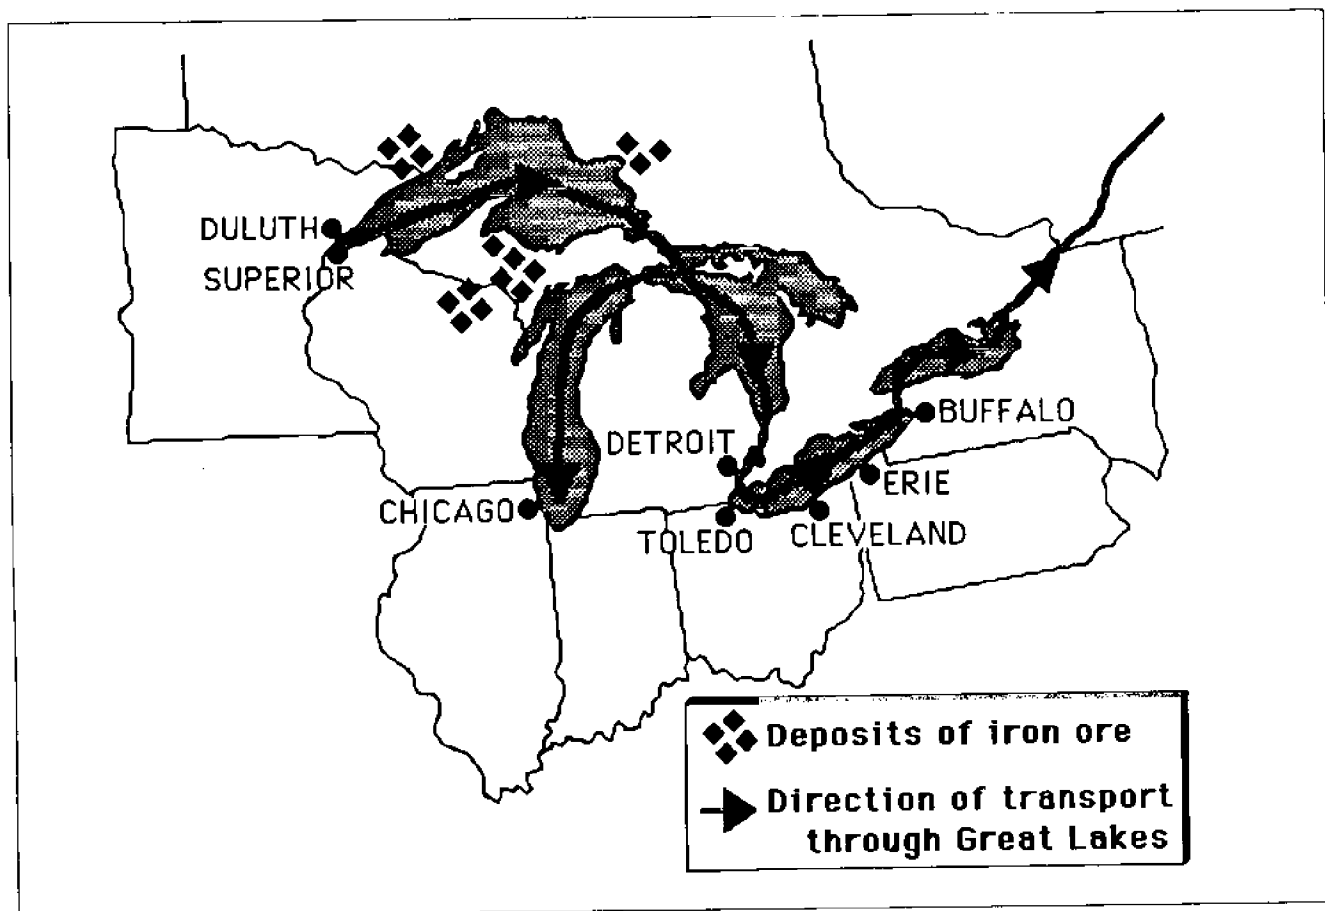 DULUTH
SUPERIOR
BUFFALO
DETROIT
ERIE
CHICAGO
TOLEDO
CLEVELAND
Deposits of iron ore
Direction of transport
through Great Lakes